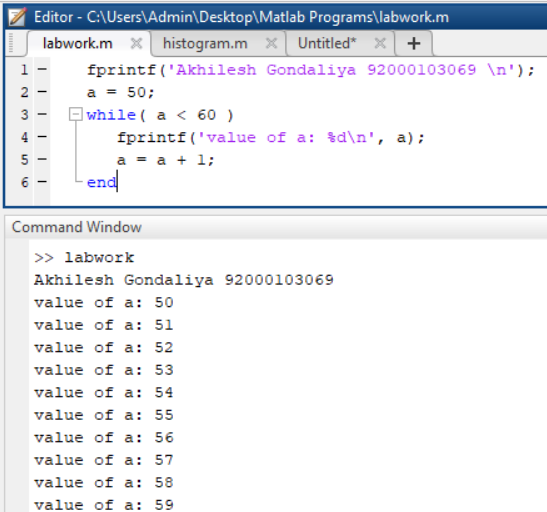 Editor - C:\Users\Admin\Desktop\Matlab Programs\labwork.m
labwork.m × histogram.m × Untitled* × +
1 - fprintf('Akhilesh Gondaliya 92000103069 \n');
2 - a = 50;
3 - while( a < 60 )
4 - fprintf('value of a: %d\n', a);
5 - a = a + 1;
6 - end
Command Window
>> labwork
Akhilesh Gondaliya 92000103069
value of a: 50
value of a: 51
value of a: 52
value of a: 53
value of a: 54
value of a: 55
value of a: 56
value of a: 57
value of a: 58
value of a: 59